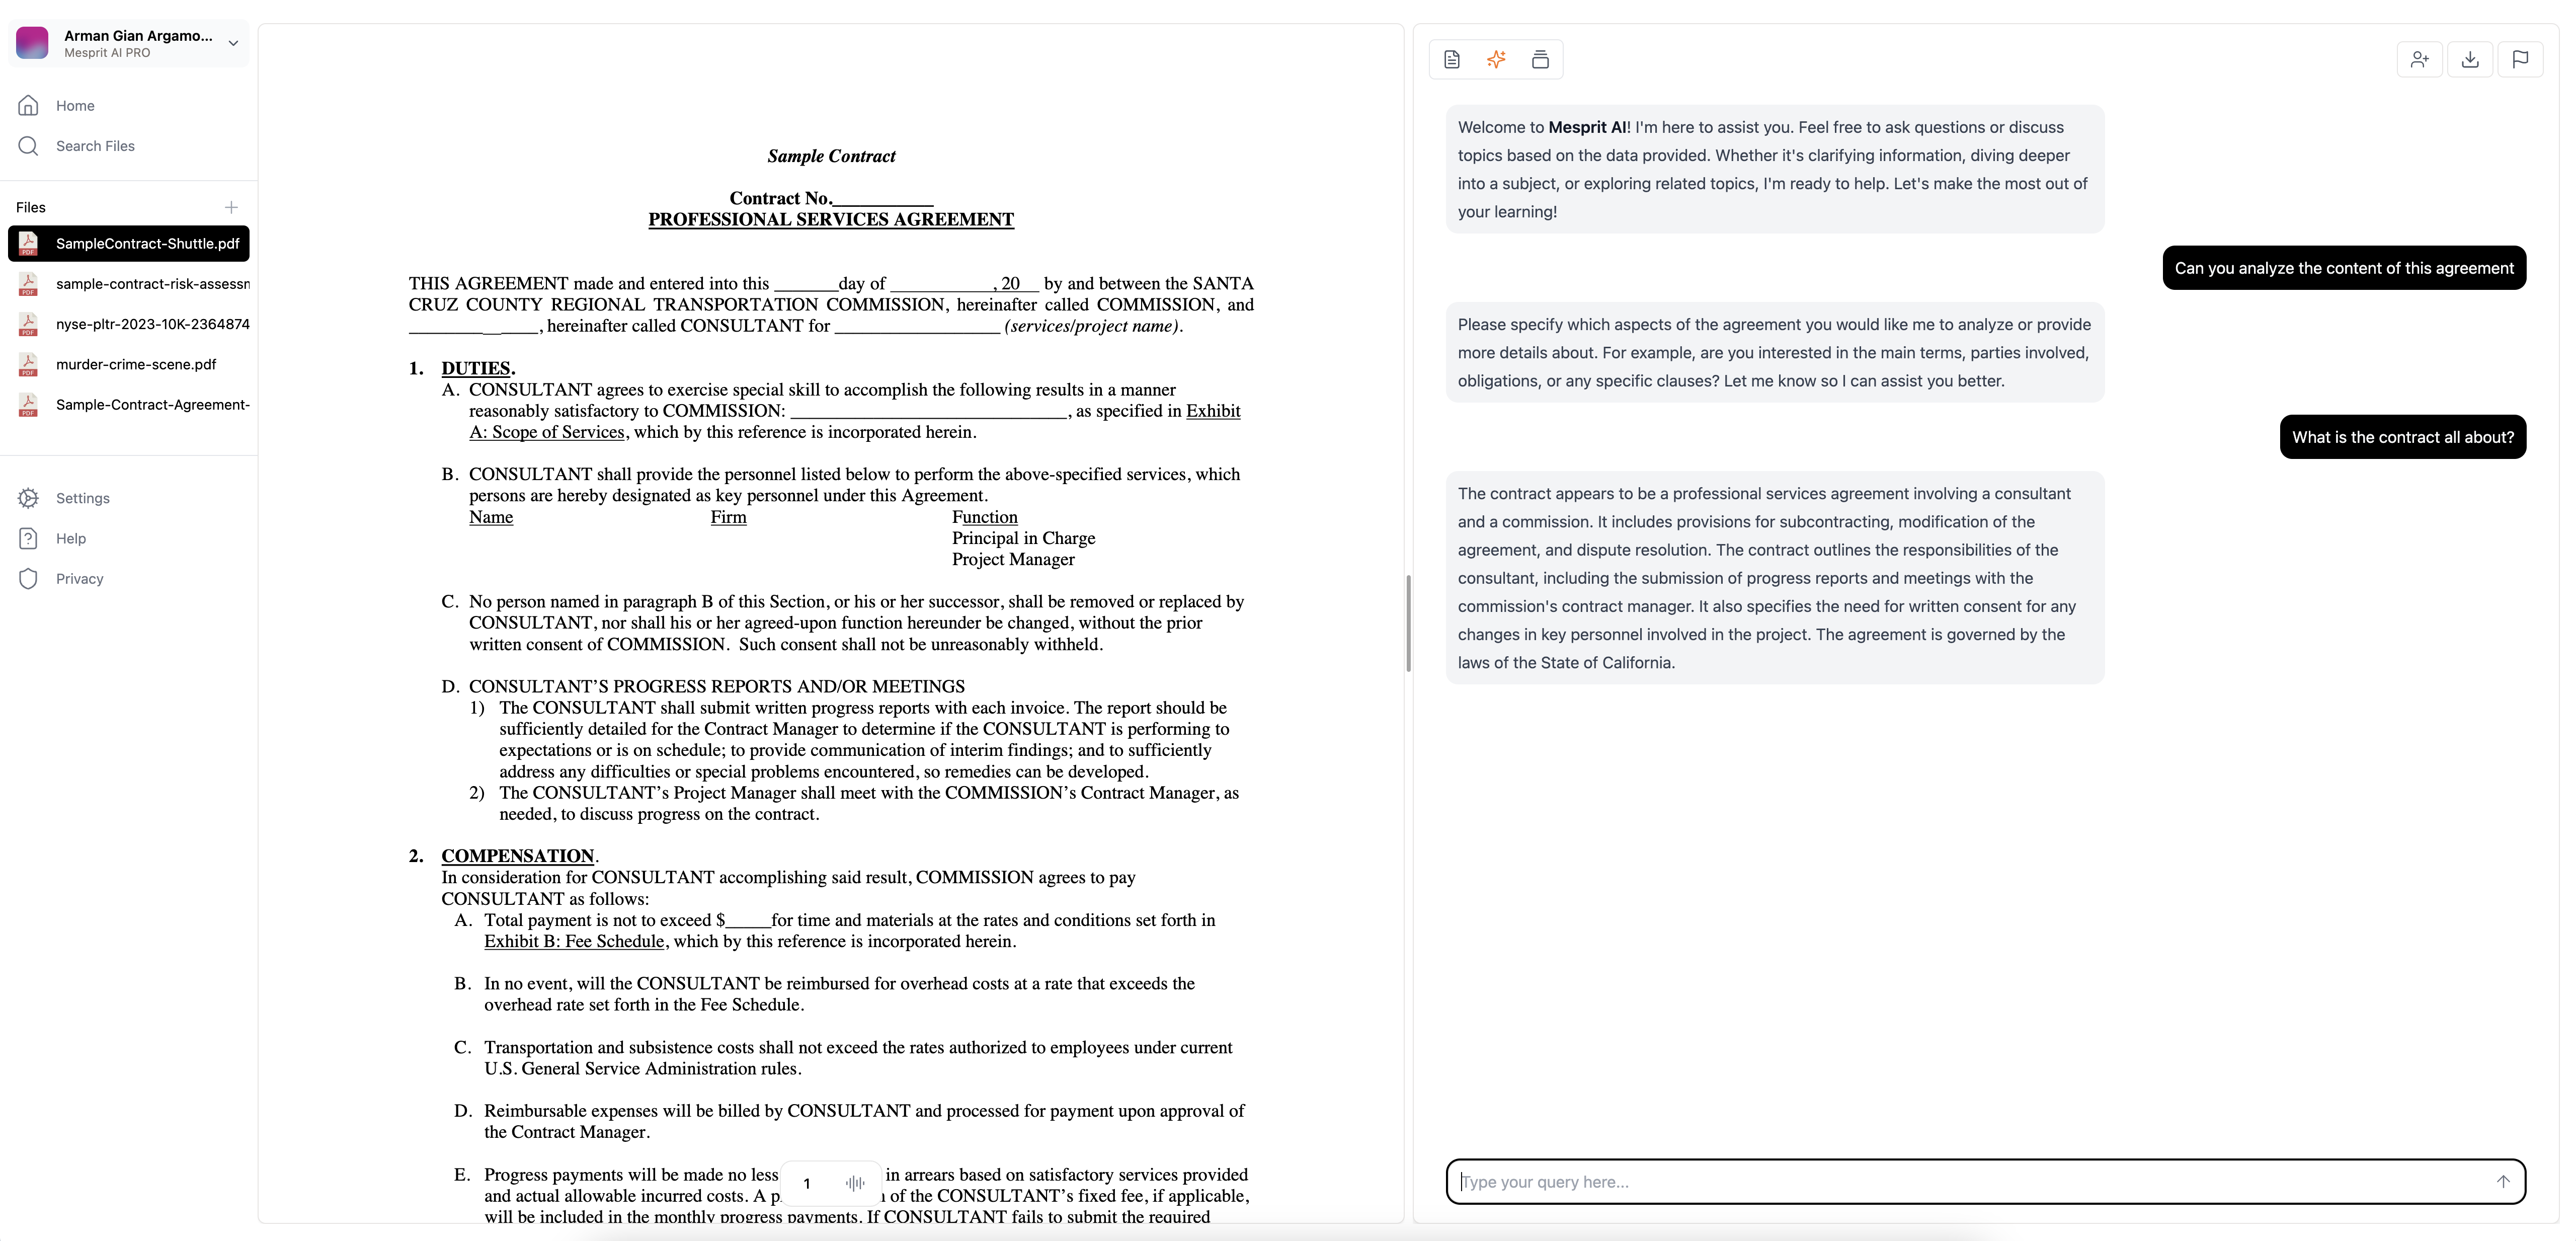 Arman Gian Argamo...
Mesprit AI PRO
Home
Search Files
Files
SampleContract-Shuttle.pdf
sample-contract-risk-assessn
nyse-pltr-2023-10K-2364874
murder-crime-scene.pdf
Sample-Contract-Agreement-
Settings
Help
Privacy
Sample Contract
Contract No.___________
PROFESSIONAL SERVICES AGREEMENT
THIS AGREEMENT made and entered into this _______day of ____________, 20__ by and between the SANTA
CRUZ COUNTY REGIONAL TRANSPORTATION COMMISSION, hereinafter called COMMISSION, and
______________, hereinafter called CONSULTANT for __________________ (services/project name).
1. DUTIES.
A. CONSULTANT agrees to exercise special skill to accomplish the following results in a manner
reasonably satisfactory to COMMISSION: ______________________________, as specified in Exhibit
A: Scope of Services, which by this reference is incorporated herein.
B. CONSULTANT shall provide the personnel listed below to perform the above-specified services, which
persons are hereby designated as key personnel under this Agreement.
Name Firm Function
Principal in Charge
Project Manager
C. No person named in paragraph B of this Section, or his or her successor, shall be removed or replaced by
CONSULTANT, nor shall his or her agreed-upon function hereunder be changed, without the prior
written consent of COMMISSION. Such consent shall not be unreasonably withheld.
D. CONSULTANT’S PROGRESS REPORTS AND/OR MEETINGS
1) The CONSULTANT shall submit written progress reports with each invoice. The report should be
sufficiently detailed for the Contract Manager to determine if the CONSULTANT is performing to
expectations or is on schedule; to provide communication of interim findings; and to sufficiently
address any difficulties or special problems encountered, so remedies can be developed.
2) The CONSULTANT’s Project Manager shall meet with the COMMISSION’s Contract Manager, as
needed, to discuss progress on the contract.
2. COMPENSATION.
In consideration for CONSULTANT accomplishing said result, COMMISSION agrees to pay
CONSULTANT as follows:
A. Total payment is not to exceed $_____for time and materials at the rates and conditions set forth in
Exhibit B: Fee Schedule, which by this reference is incorporated herein.
B. In no event, will the CONSULTANT be reimbursed for overhead costs at a rate that exceeds the
overhead rate set forth in the Fee Schedule.
C. Transportation and subsistence costs shall not exceed the rates authorized to employees under current
U.S. General Service Administration rules.
D. Reimbursable expenses will be billed by CONSULTANT and processed for payment upon approval of
the Contract Manager.
E. Progress payments will be made no less in arrears based on satisfactory services provided
and actual allowable incurred costs. A of the CONSULTANT’s fixed fee, if applicable,
will be included in the monthly progress payments. If CONSULTANT fails to submit the required
1
Welcome to Mesprit AI! I'm here to assist you. Feel free to ask questions or discuss
topics based on the data provided. Whether it's clarifying information, diving deeper
into a subject, or exploring related topics, I'm ready to help. Let's make the most out of
your learning!
Can you analyze the content of this agreement
Please specify which aspects of the agreement you would like me to analyze or provide
more details about. For example, are you interested in the main terms, parties involved,
obligations, or any specific clauses? Let me know so I can assist you better.
What is the contract all about?
The contract appears to be a professional services agreement involving a consultant
and a commission. It includes provisions for subcontracting, modification of the
agreement, and dispute resolution. The contract outlines the responsibilities of the
consultant, including the submission of progress reports and meetings with the
commission's contract manager. It also specifies the need for written consent for any
changes in key personnel involved in the project. The agreement is governed by the
laws of the State of California.
Type your query here...